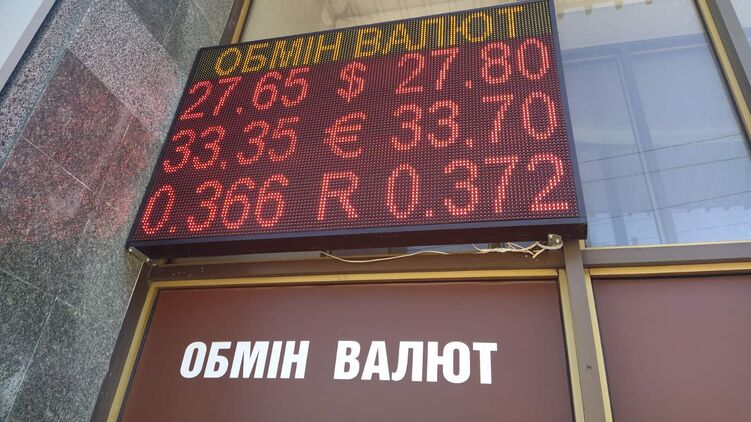 ОБМІН ВАЛЮТ
27.65 $ 27.80
33.35 € 33.70
0.366 R 0.372
ОБМІН ВАЛЮТ